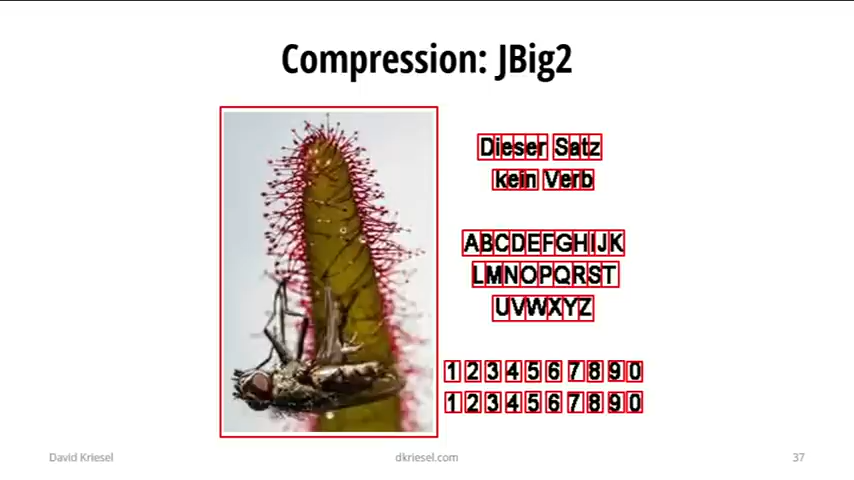 Compression: JBig2
Dieser Satz
kein Verb
ABCDEFGHIJK
LMNOPQRST
UVWXYZ
1234567890
1234567890
David Kriesel
dkriesel.com
37